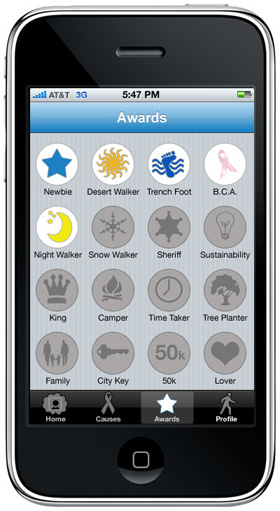 AT&T 3G 5:47 PM
Awards
Newbie Desert Walker Trench Foot B.C.A.
Night Walker Snow Walker Sheriff Sustainability
King Camper Time Taker Tree Planter
50k
Family City Key 50k Lover
Home Causes Awards Profile